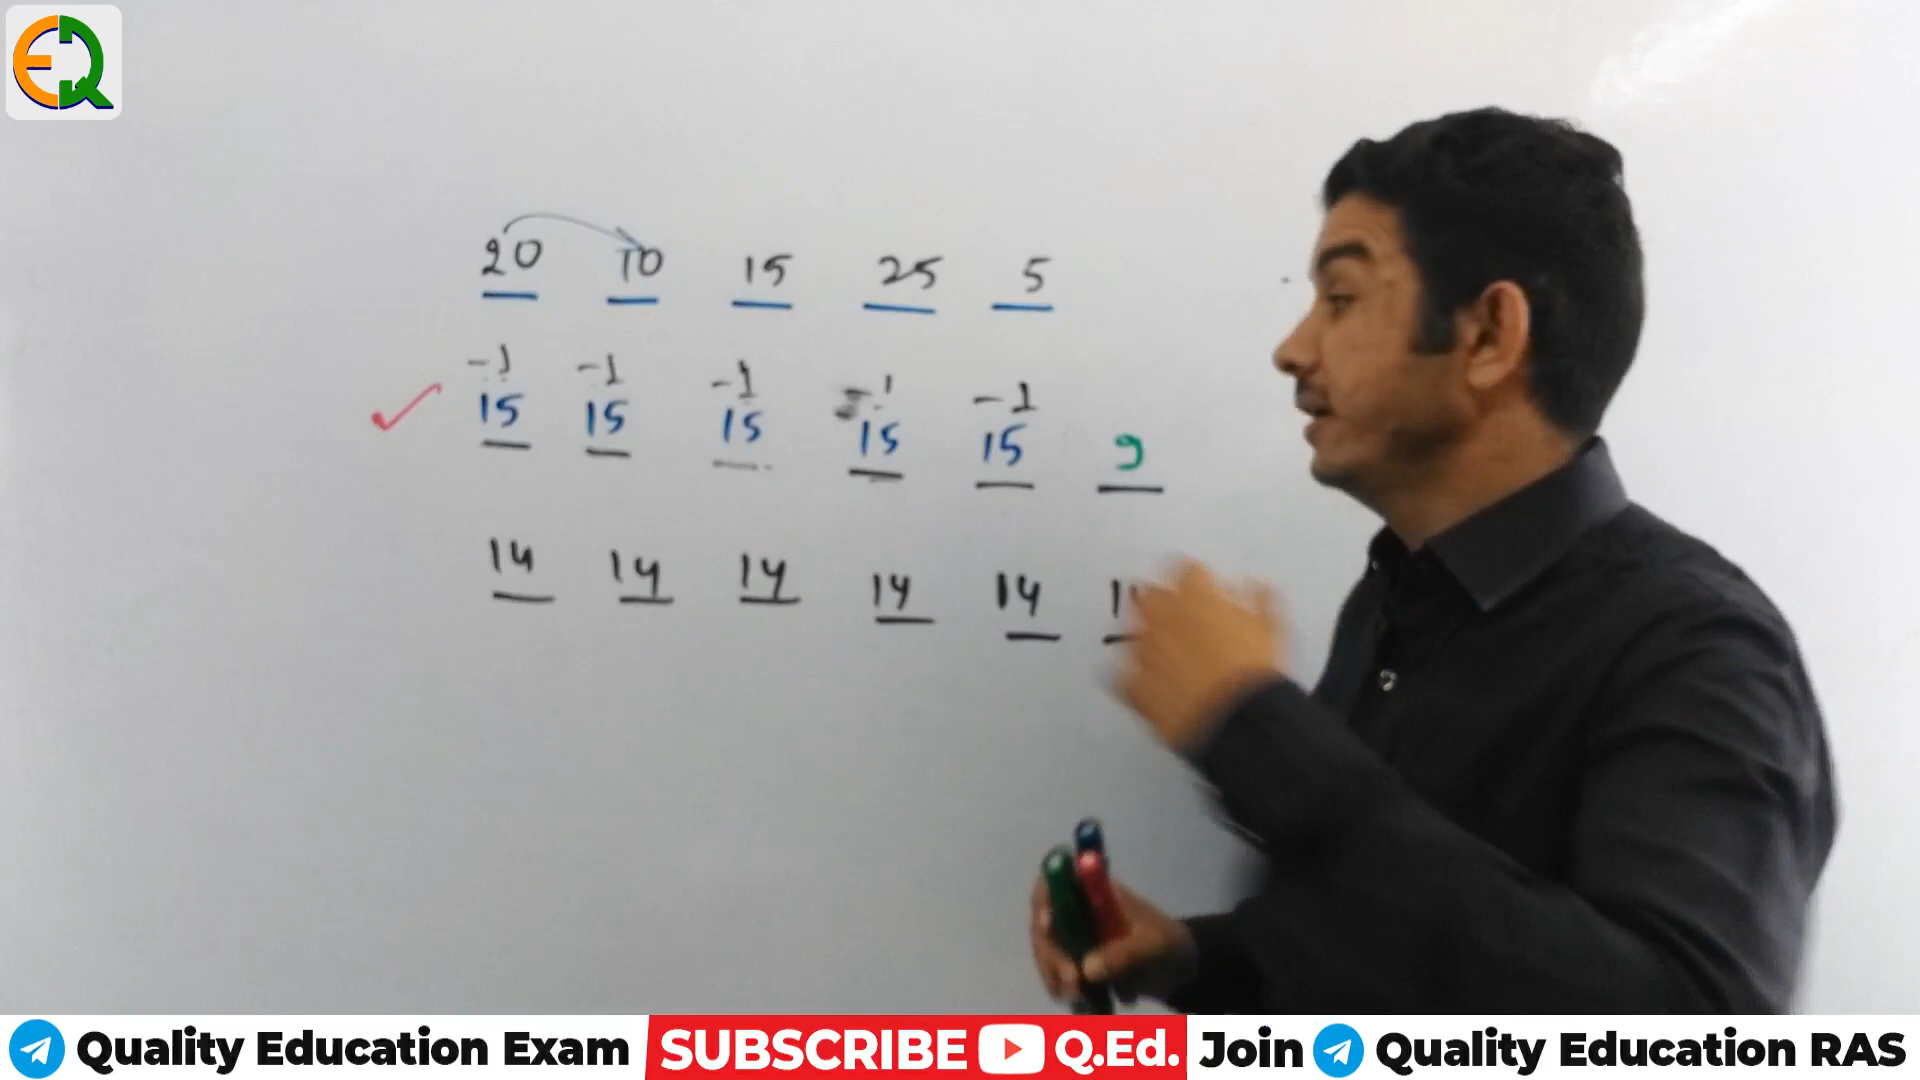 EQ
20 10 15 25 5
-1 -1 -1 -1 -1
15 15 15 15 15 9
14 14 14 14 14
Quality Education Exam SUBSCRIBE Q.Ed. Join Quality Education RAS